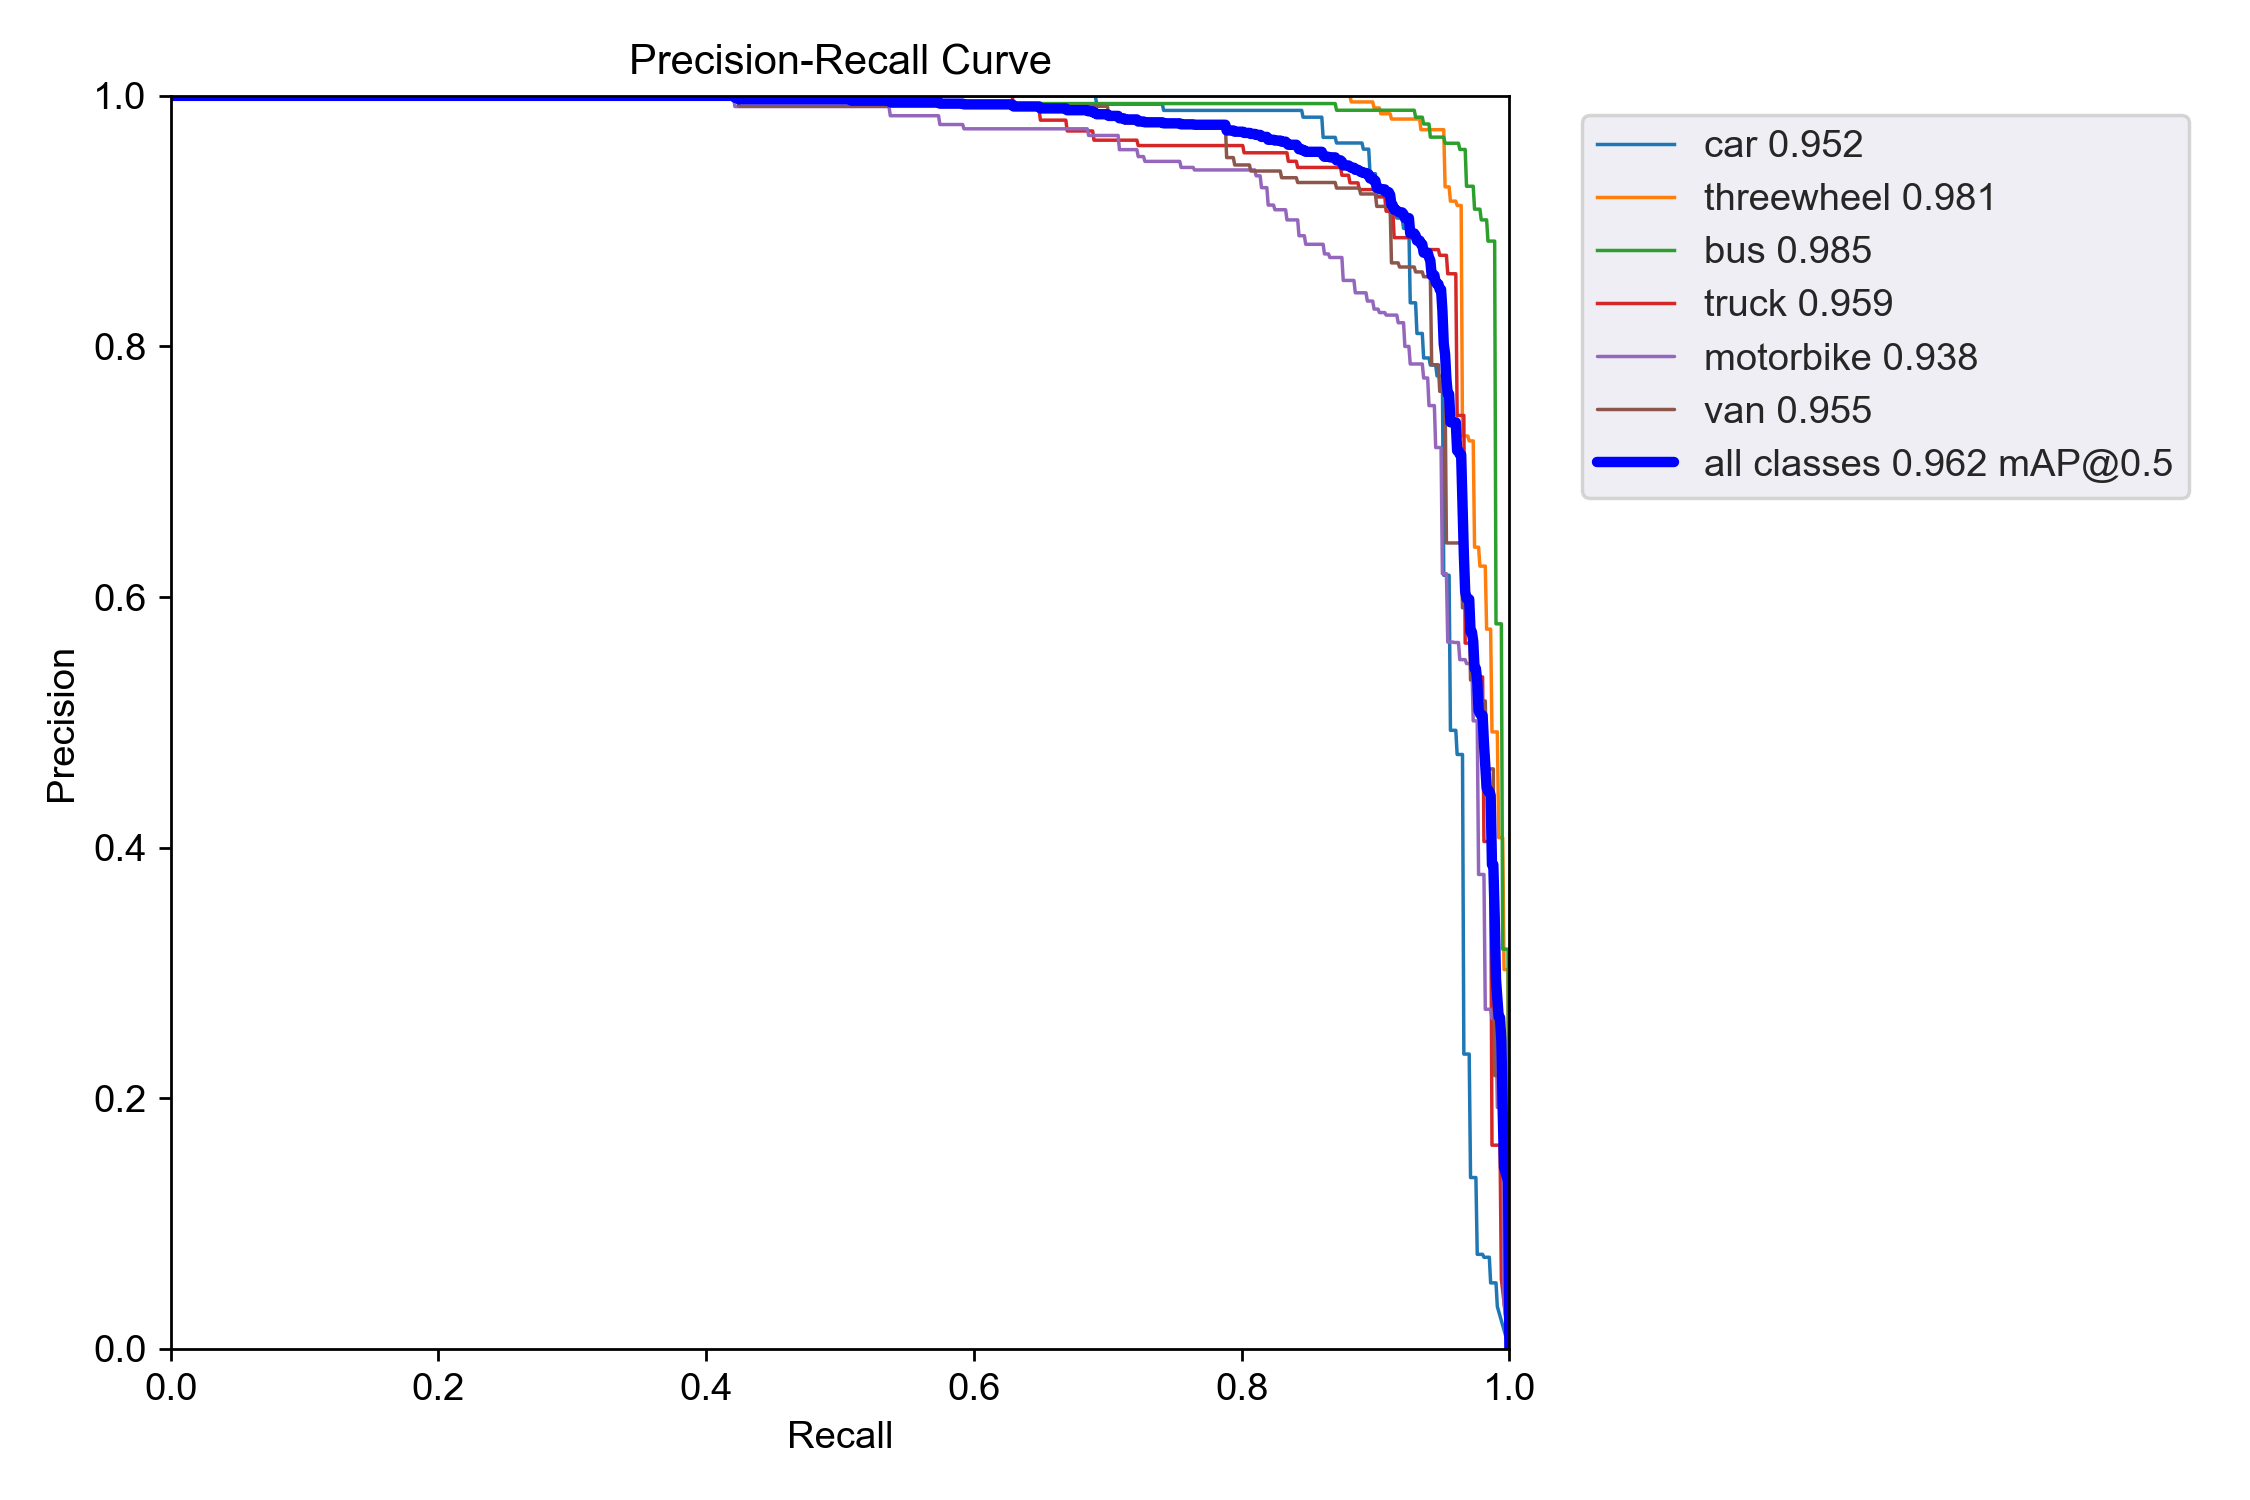 Precision-Recall Curve
1.0
0.8
0.6
0.4
0.2
0.0
Precision
0.0 0.2 0.4 0.6 0.8 1.0
Recall
car 0.952
threewheel 0.981
bus 0.985
truck 0.959
motorbike 0.938
van 0.955
all classes 0.962 mAP@0.5